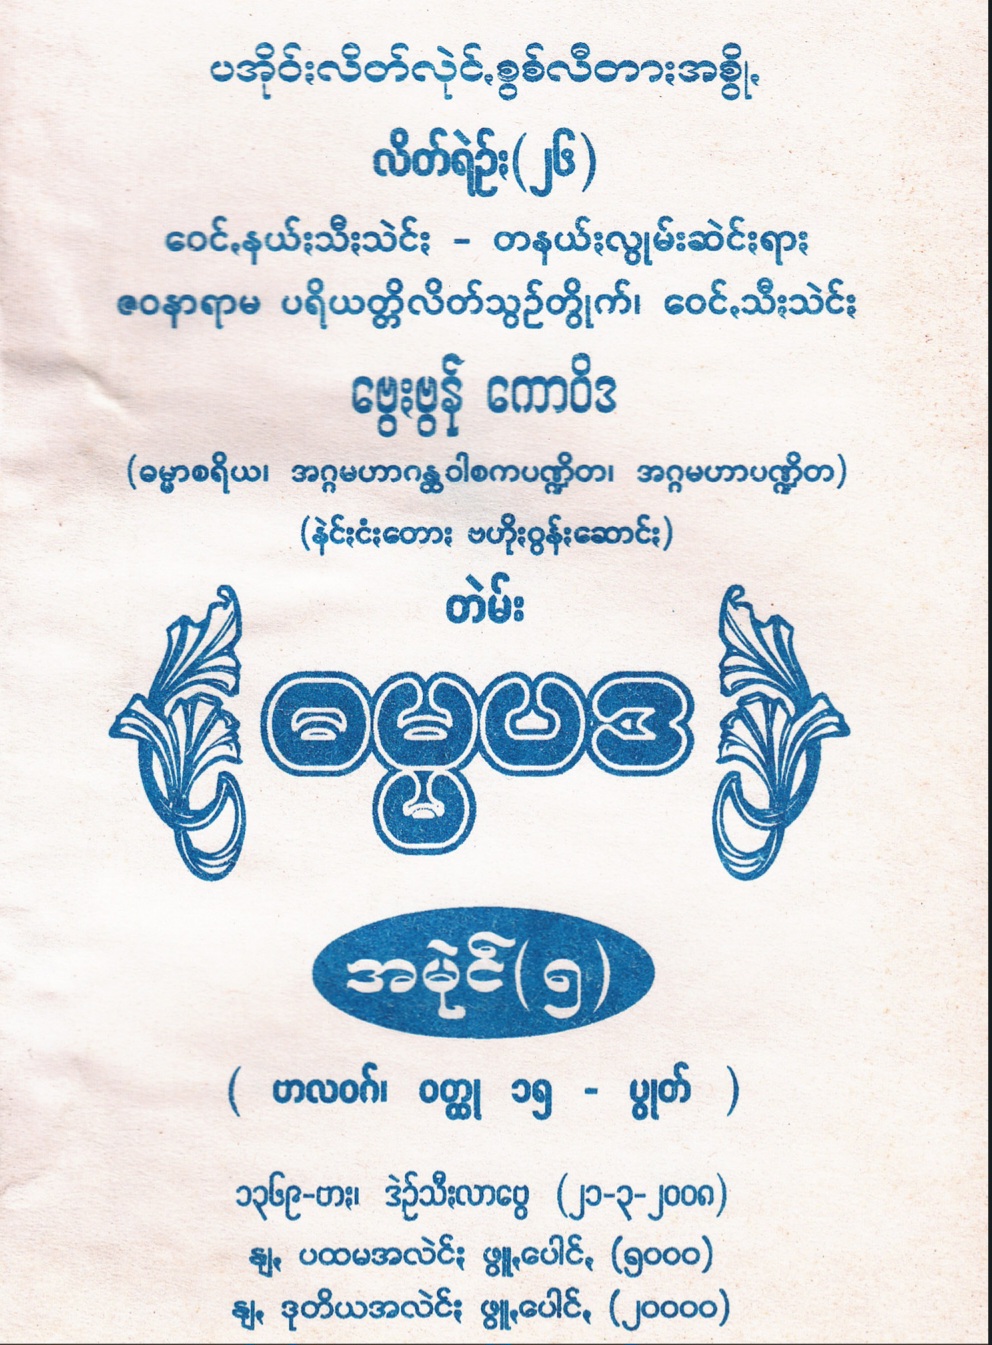 ပအိုဝ်ႏလိတ်လုဲင်ႇစွစ်လီတားႏအစွိုႇ
လိတ်ရဲဉ်ႏ(၂၆)
ဝေင်ႇနယ်ႏသီႏသဲင်ႏ – တနယ်ႏလွုမ်ႏဆဲင်ႏရာႏ
ဇဝနာရာမ ပရိယတ္တိလိတ်သွဉ်တွိုက်၊ ဝေင်ႇသီႏသဲင်ႏ
ဗွေႏဗွန်ႍ ကောဝိဒ
(ဓမ္မာစရိယ၊ အဂ္ဂမဟာဂန္ထဝါစကပဏ္ဍိတ၊ အဂ္ဂမဟာပဏ္ဍိတ)
(နဲင်ႏငံႏတောႏ ဗဟိုႏဝွန်ႏဆောင်ႏ)
တဲမ်ႏ
ဓမ္မပဒ
အမုဲင်(၅)
( ဗာလဝဂ်၊ ဝတ္ထု ၁၅ – ပွုတ် )
၁၃၆၉-ဗာႏ၊ ဒဲဉ်သီႏလာဗွေ (၂၁-၃-၂၀၀၈)
နျႇ ပထမအလဲင်ႏ ဖွူႇပေါင်ႇ (၅၀၀၀)
နျႇ ဒုတိယအလဲင်ႏ ဖွူႇပေါင်ႇ (၂၀၀၀၀)